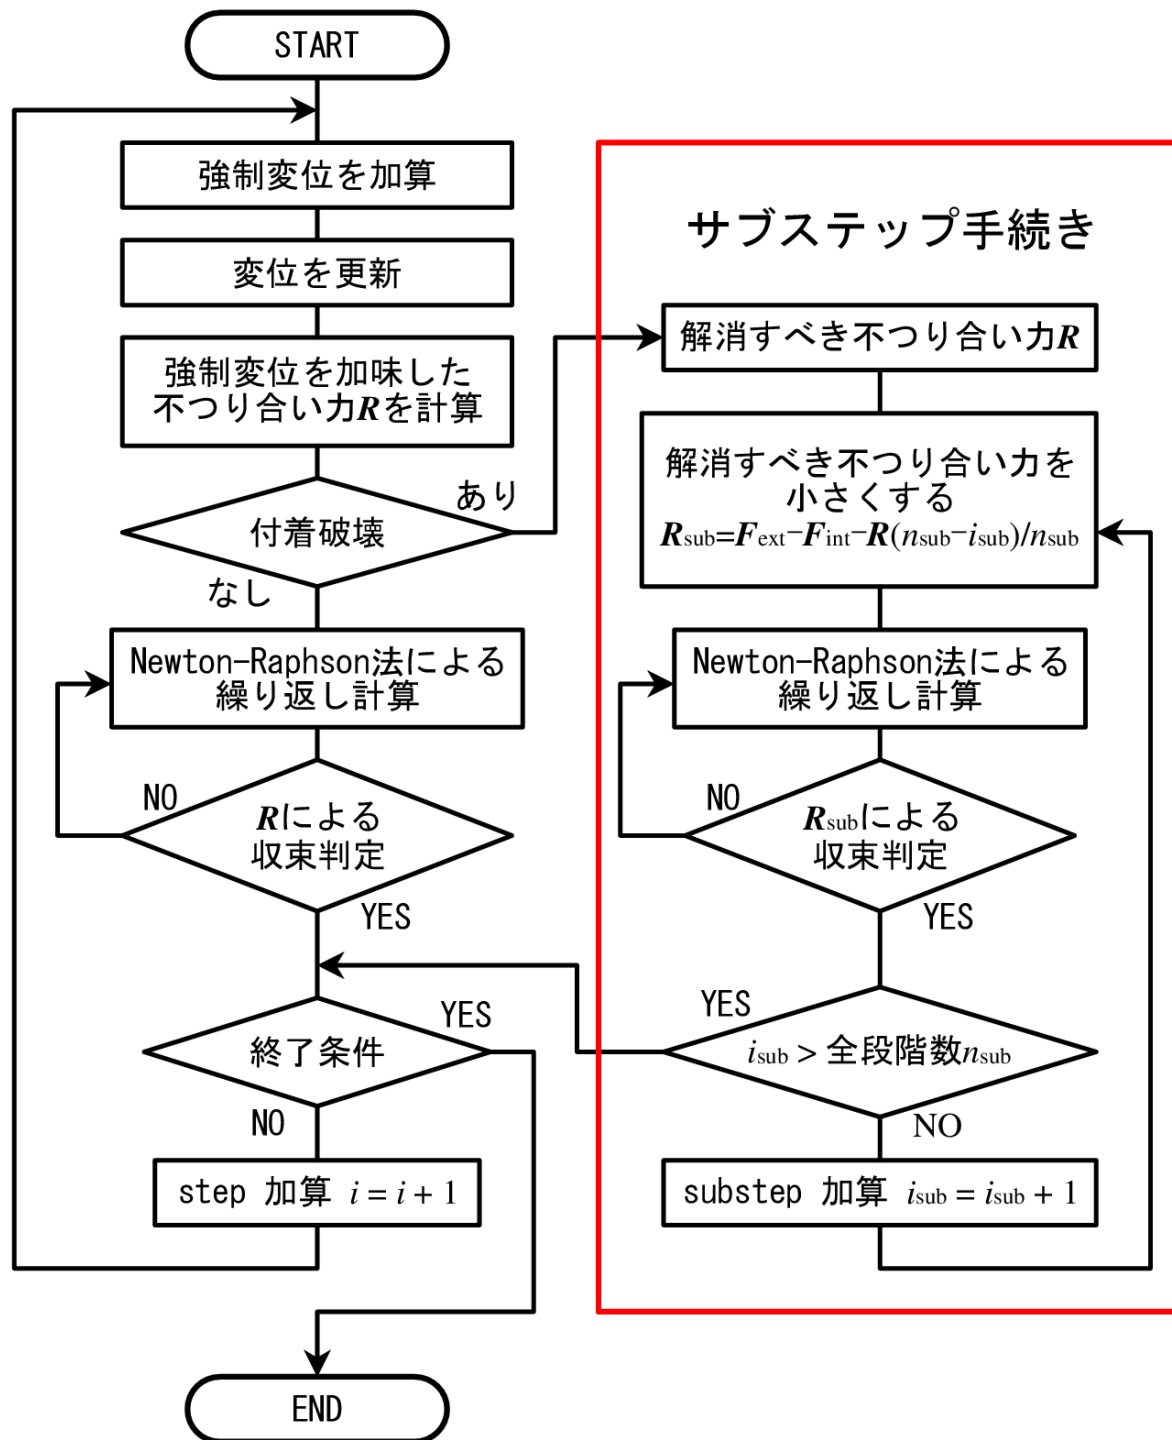 START
強制変位を加算
変位を更新
強制変位を加味した
不つり合い力Rを計算
付着破壊
あり
なし
Newton-Raphson法による
繰り返し計算
NO
Rによる
収束判定
YES
終了条件
YES
NO
step 加算 i = i + 1
END
サブステップ手続き
解消すべき不つり合い力R
解消すべき不つり合い力を
小さくする
Rsub=Fext-Fint-R(nsub-isub)/nsub
Newton-Raphson法による
繰り返し計算
NO
Rsubによる
収束判定
YES
YES
isub > 全段階数nsub
NO
substep 加算 isub = isub + 1